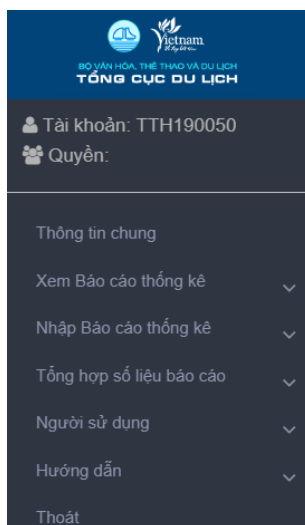 Vietnam
BỘ VĂN HÓA, THỂ THAO VÀ DU LỊCH
TỔNG CỤC DU LỊCH
Tài khoản: TTH190050
Quyền:
Thông tin chung
Xem Báo cáo thống kê
Nhập Báo cáo thống kê
Tổng hợp số liệu báo cáo
Người sử dụng
Hướng dẫn
Thoát